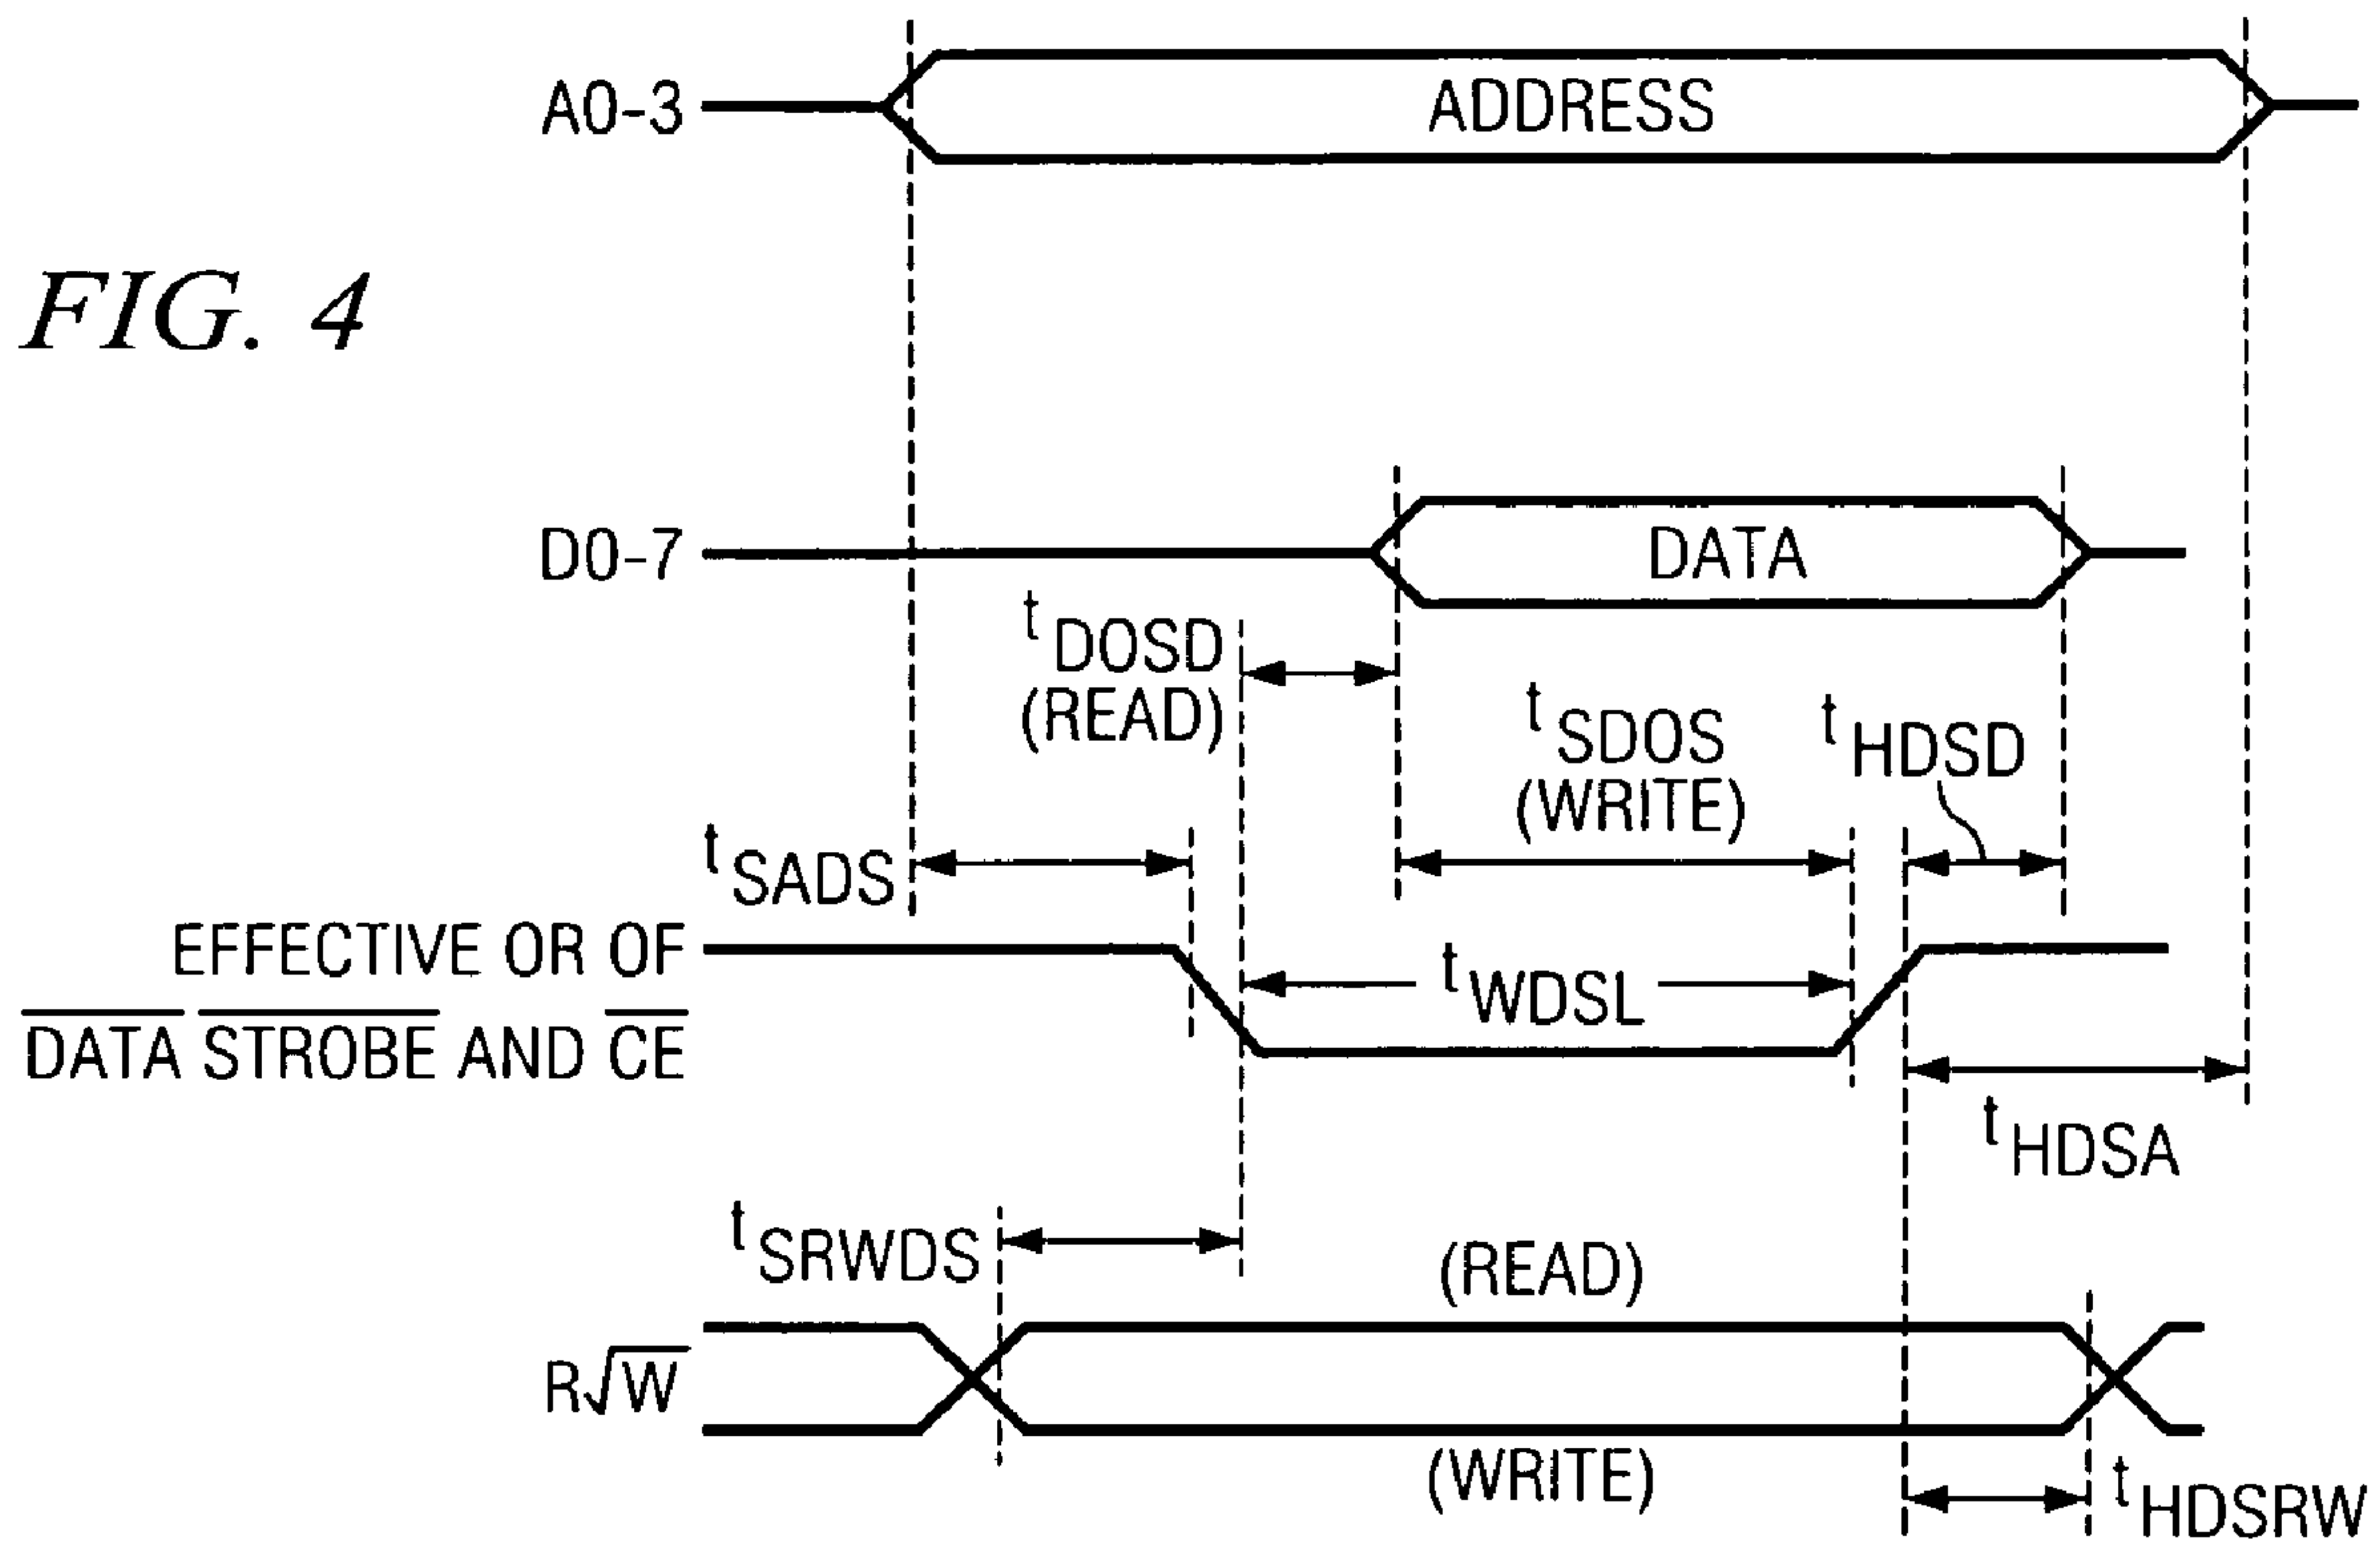 A0-3
ADDRESS
FIG. 4
D0-7
DATA
tDOSD
(READ)
tSDOS
(WRITE)
tHDSD
tSADS
EFFECTIVE OR OF
DATA STROBE AND CE
tWDSL
tHDSA
tSRWDS
(READ)
R/W
(WRITE)
tHDSRW